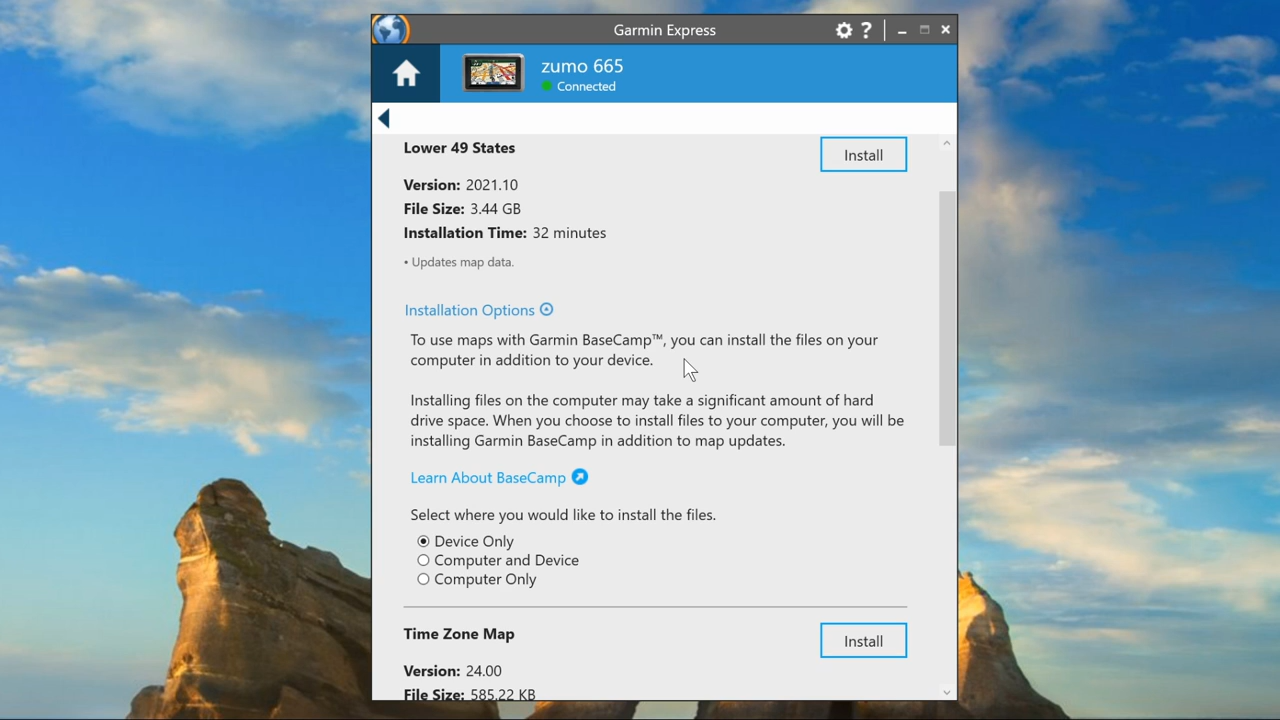 Garmin Express
?
zumo 665
Connected
Lower 49 States
Install
Version: 2021.10
File Size: 3.44 GB
Installation Time: 32 minutes
• Updates map data.
Installation Options
To use maps with Garmin BaseCamp™, you can install the files on your
computer in addition to your device.
Installing files on the computer may take a significant amount of hard
drive space. When you choose to install files to your computer, you will be
installing Garmin BaseCamp in addition to map updates.
Learn About BaseCamp
Select where you would like to install the files.
Device Only
Computer and Device
Computer Only
Time Zone Map
Install
Version: 24.00
File Size: 585.22 KB